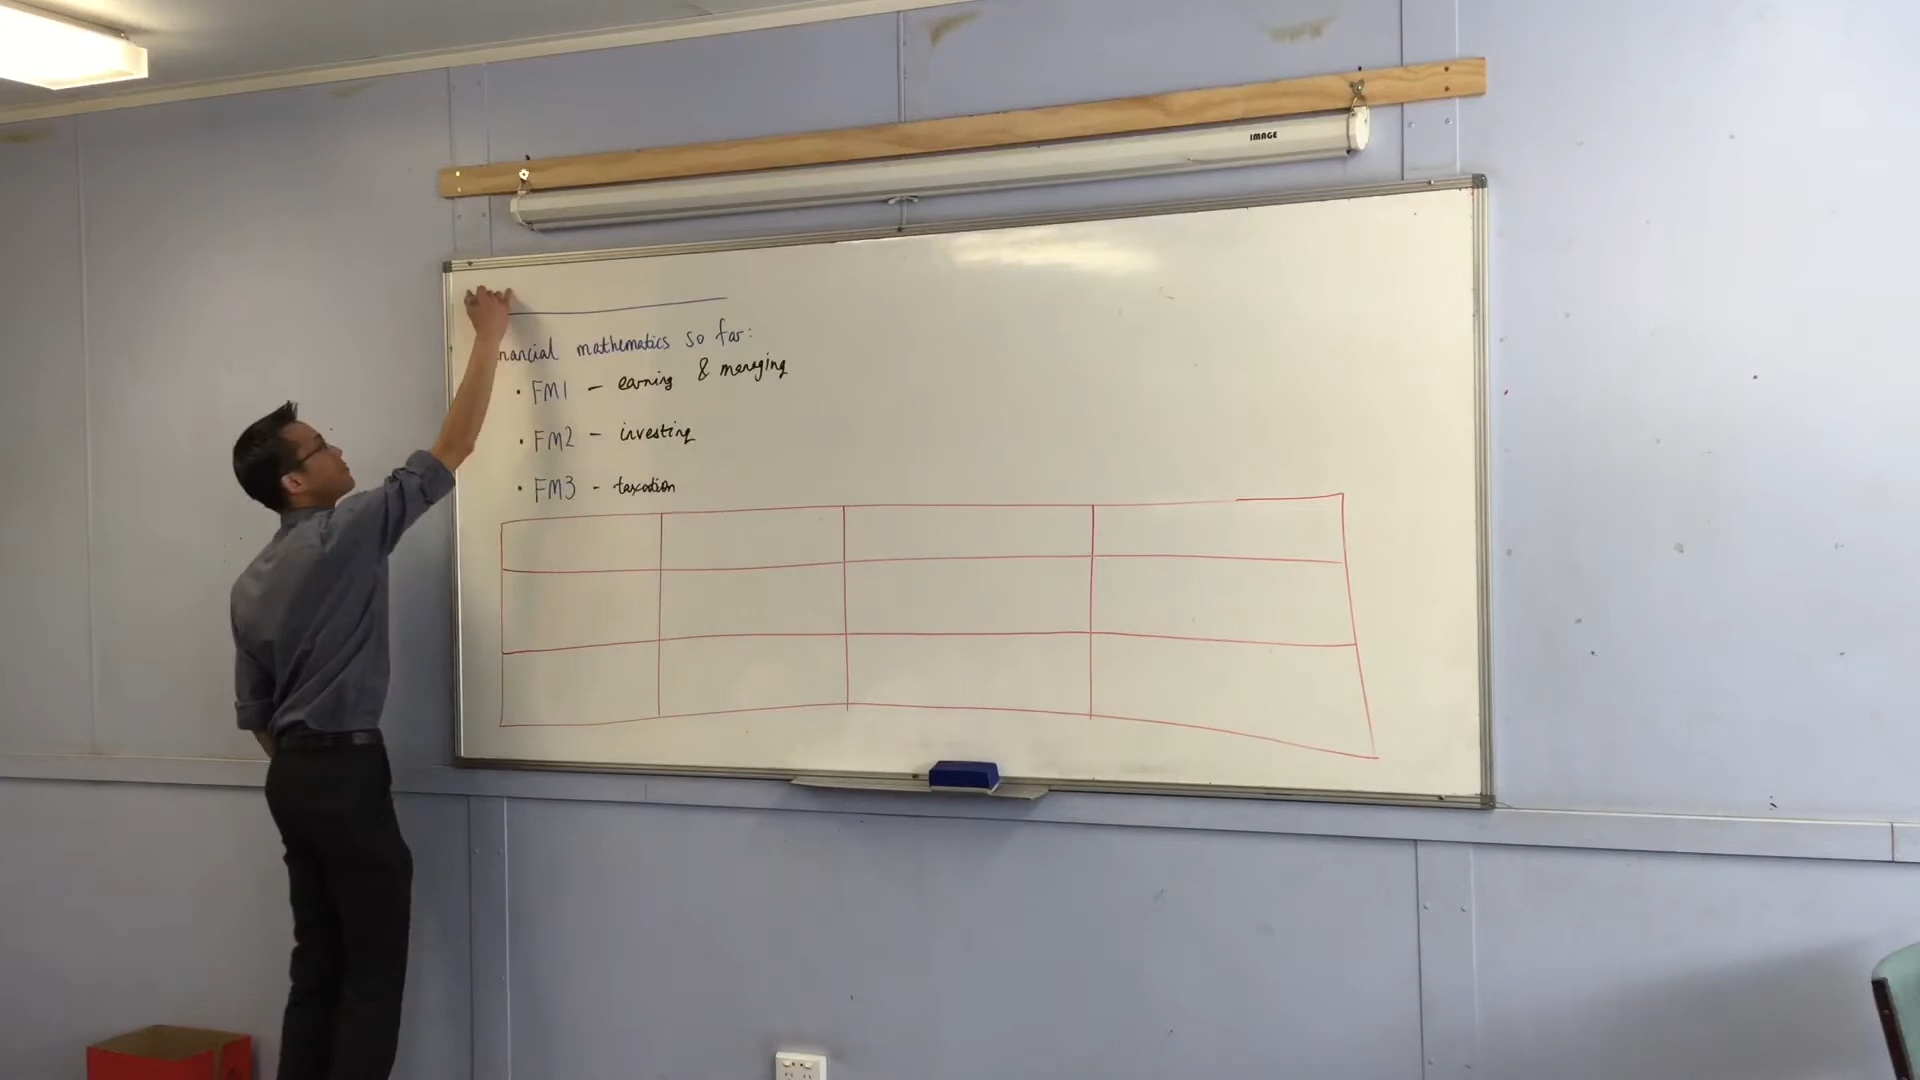 IMAGE
nancial mathematics so far:
• FM1 – earning & managing
• FM2 – investing
• FM3 - taxation